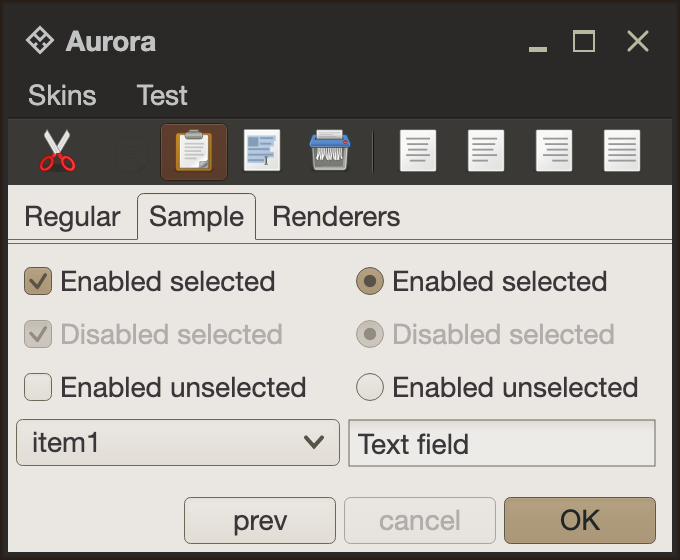 Aurora
Skins Test
Regular Sample Renderers
Enabled selected Enabled selected
Disabled selected Disabled selected
Enabled unselected Enabled unselected
item1 Text field
prev cancel OK